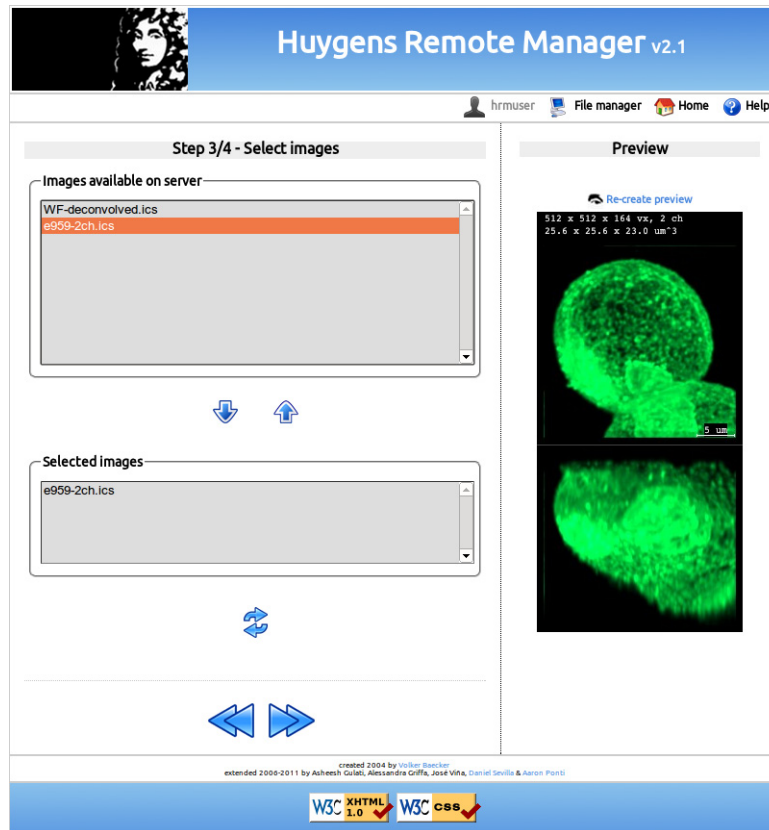 Huygens Remote Manager v2.1
hrmuser File manager Home Help
Step 3/4 - Select images
Images available on server
WF-deconvolved.ics
e959-2ch.ics
Selected images
e959-2ch.ics
Preview
Re-create preview
512 x 512 x 164 vx, 2 ch
25.6 x 25.6 x 23.0 um^3
5 um
created 2004 by Volker Baecker
extended 2006-2011 by Asheesh Gulati, Alessandra Griffa, José Viña, Daniel Sevilla & Aaron Ponti
W3C XHTML 1.0
W3C css